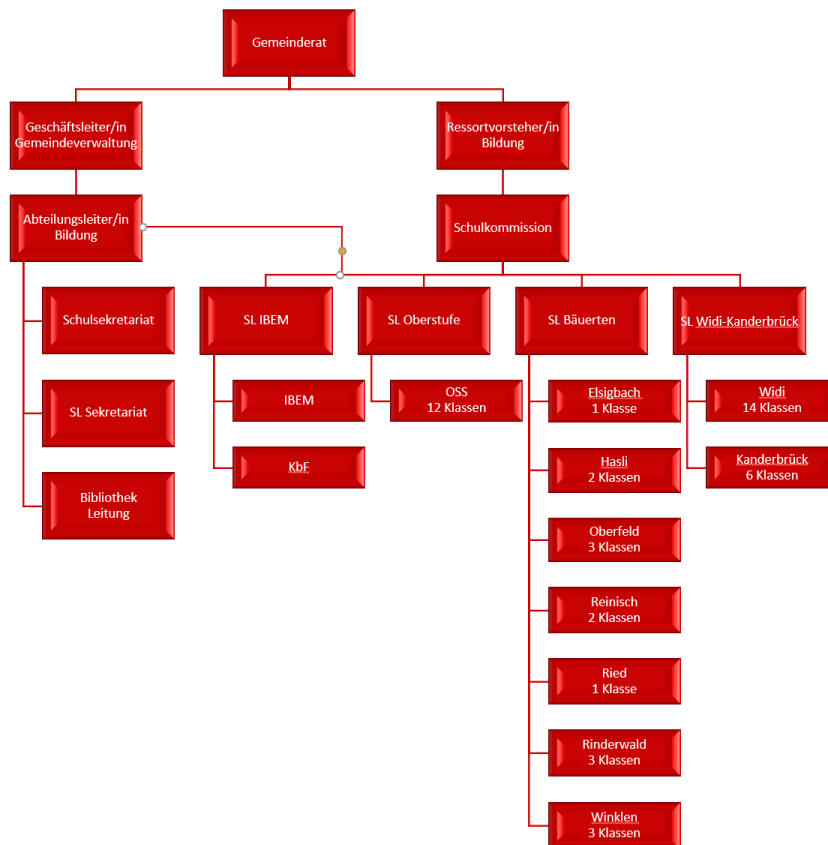 Gemeinderat
Geschäftsleiter/in
Gemeindeverwaltung
Ressortvorsteher/in
Bildung
Abteilungsleiter/in
Bildung
Schulkommission
Schulsekretariat
SL Sekretariat
Bibliothek
Leitung
SL IBEM
IBEM
KbF
SL Oberstufe
OSS
12 Klassen
SL Bäuerten
Elsigbach
1 Klasse
Hasli
2 Klassen
Oberfeld
3 Klassen
Reinisch
2 Klassen
Ried
1 Klasse
Rinderwald
3 Klassen
Winklen
3 Klassen
SL Widi-Kanderbrück
Widi
14 Klassen
Kanderbrück
6 Klassen